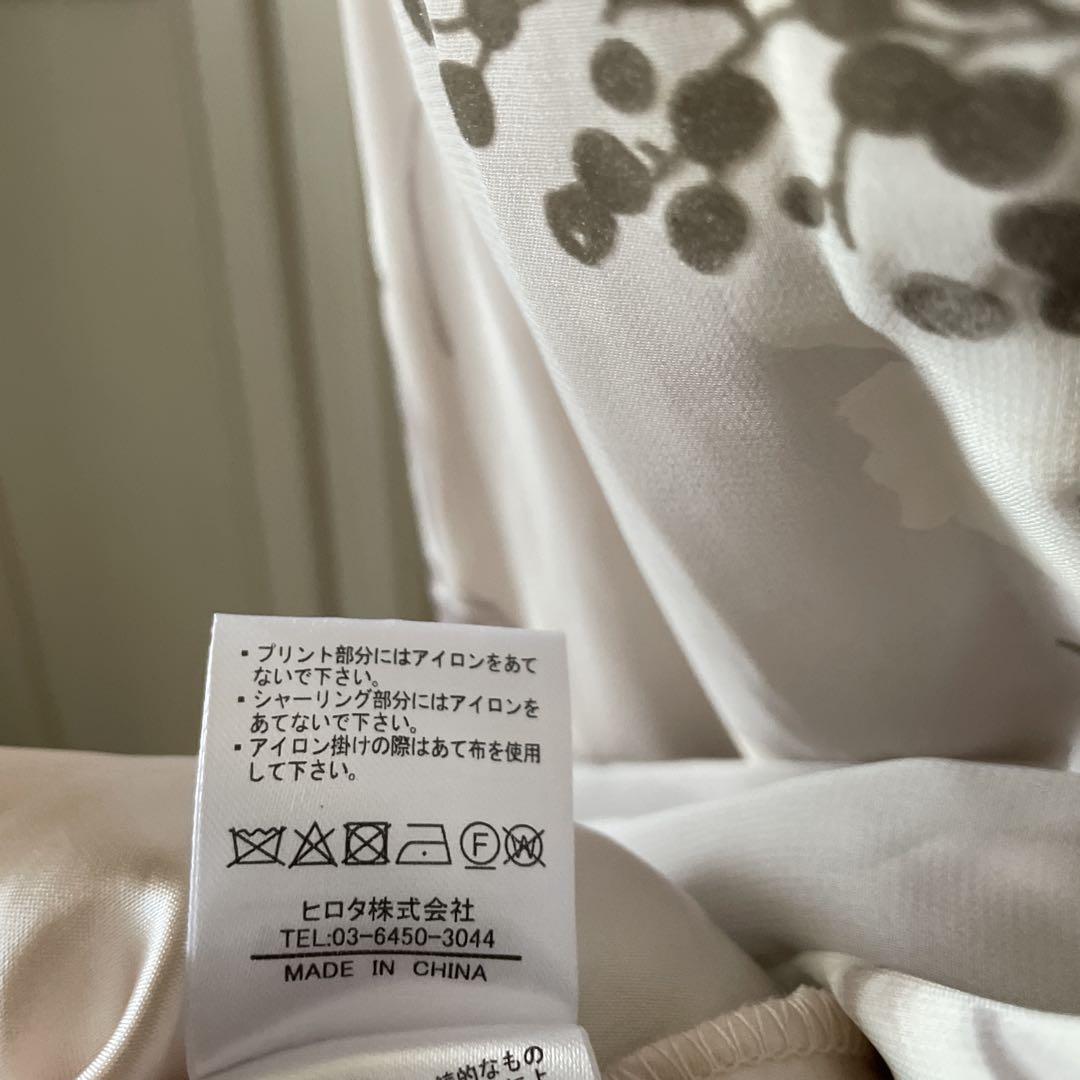 ▪プリント部分にはアイロンをあて
ないで下さい。
▪シャーリング部分にはアイロンを
あてないで下さい。
▪アイロン掛けの際はあて布を使用
して下さい。
F W
ヒロタ株式会社
TEL:03-6450-3044
MADE IN CHINA
的なもの